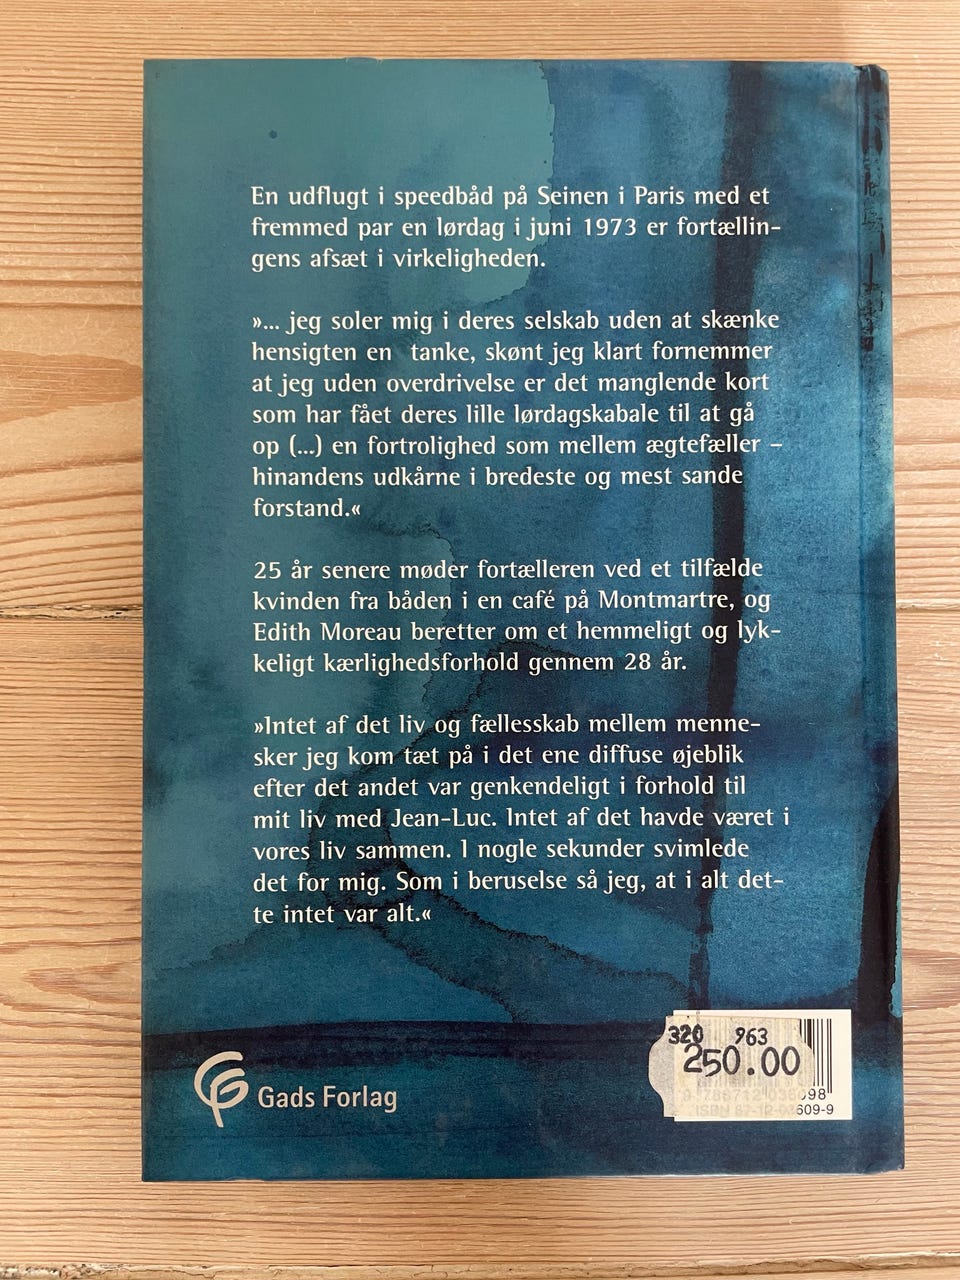 En udflugt i speedbåd på Seinen i Paris med et
fremmed par en lørdag i juni 1973 er fortællin-
gens afsæt i virkeligheden.
»... jeg soler mig i deres selskab uden at skænke
hensigten en tanke, skønt jeg klart fornemmer
at jeg uden overdrivelse er det manglende kort
som har fået deres lille lørdagskabale til at gå
op (...) en fortrolighed som mellem ægtefæller –
hinandens udkårne i bredeste og mest sande
forstand.«
25 år senere møder fortælleren ved et tilfælde
kvinden fra båden i en café på Montmartre, og
Edith Moreau beretter om et hemmeligt og lyk-
keligt kærlighedsforhold gennem 28 år.
»Intet af det liv og fællesskab mellem menne-
sker jeg kom tæt på i det ene diffuse øjeblik
efter det andet var genkendeligt i forhold til
mit liv med Jean-Luc. Intet af det havde været i
vores liv sammen. I nogle sekunder svimlede
det for mig. Som i beruselse så jeg, at i alt det-
te intet var alt.«
320 963
250.00
9 788712 036098
ISBN 87-12-03609-9
Gads Forlag